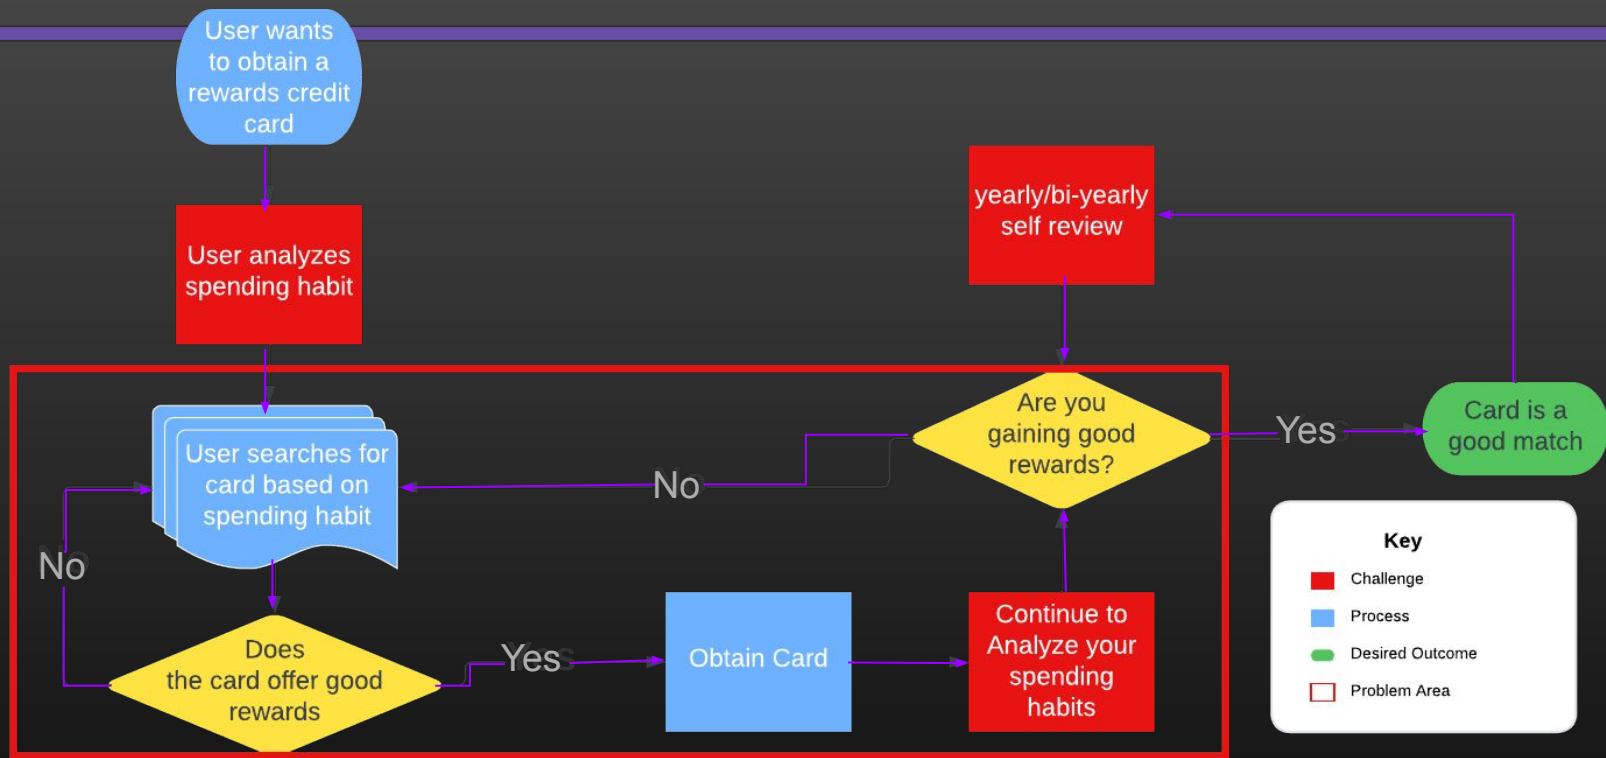 User wants
to obtain a
rewards credit
card
User analyzes
spending habit
User searches for
card based on
spending habit
No
Does
the card offer good
rewards
Yes
Obtain Card
Continue to
Analyze your
spending
habits
Are you
gaining good
rewards?
No
Yes
Card is a
good match
yearly/bi-yearly
self review
Key
Challenge
Process
Desired Outcome
Problem Area